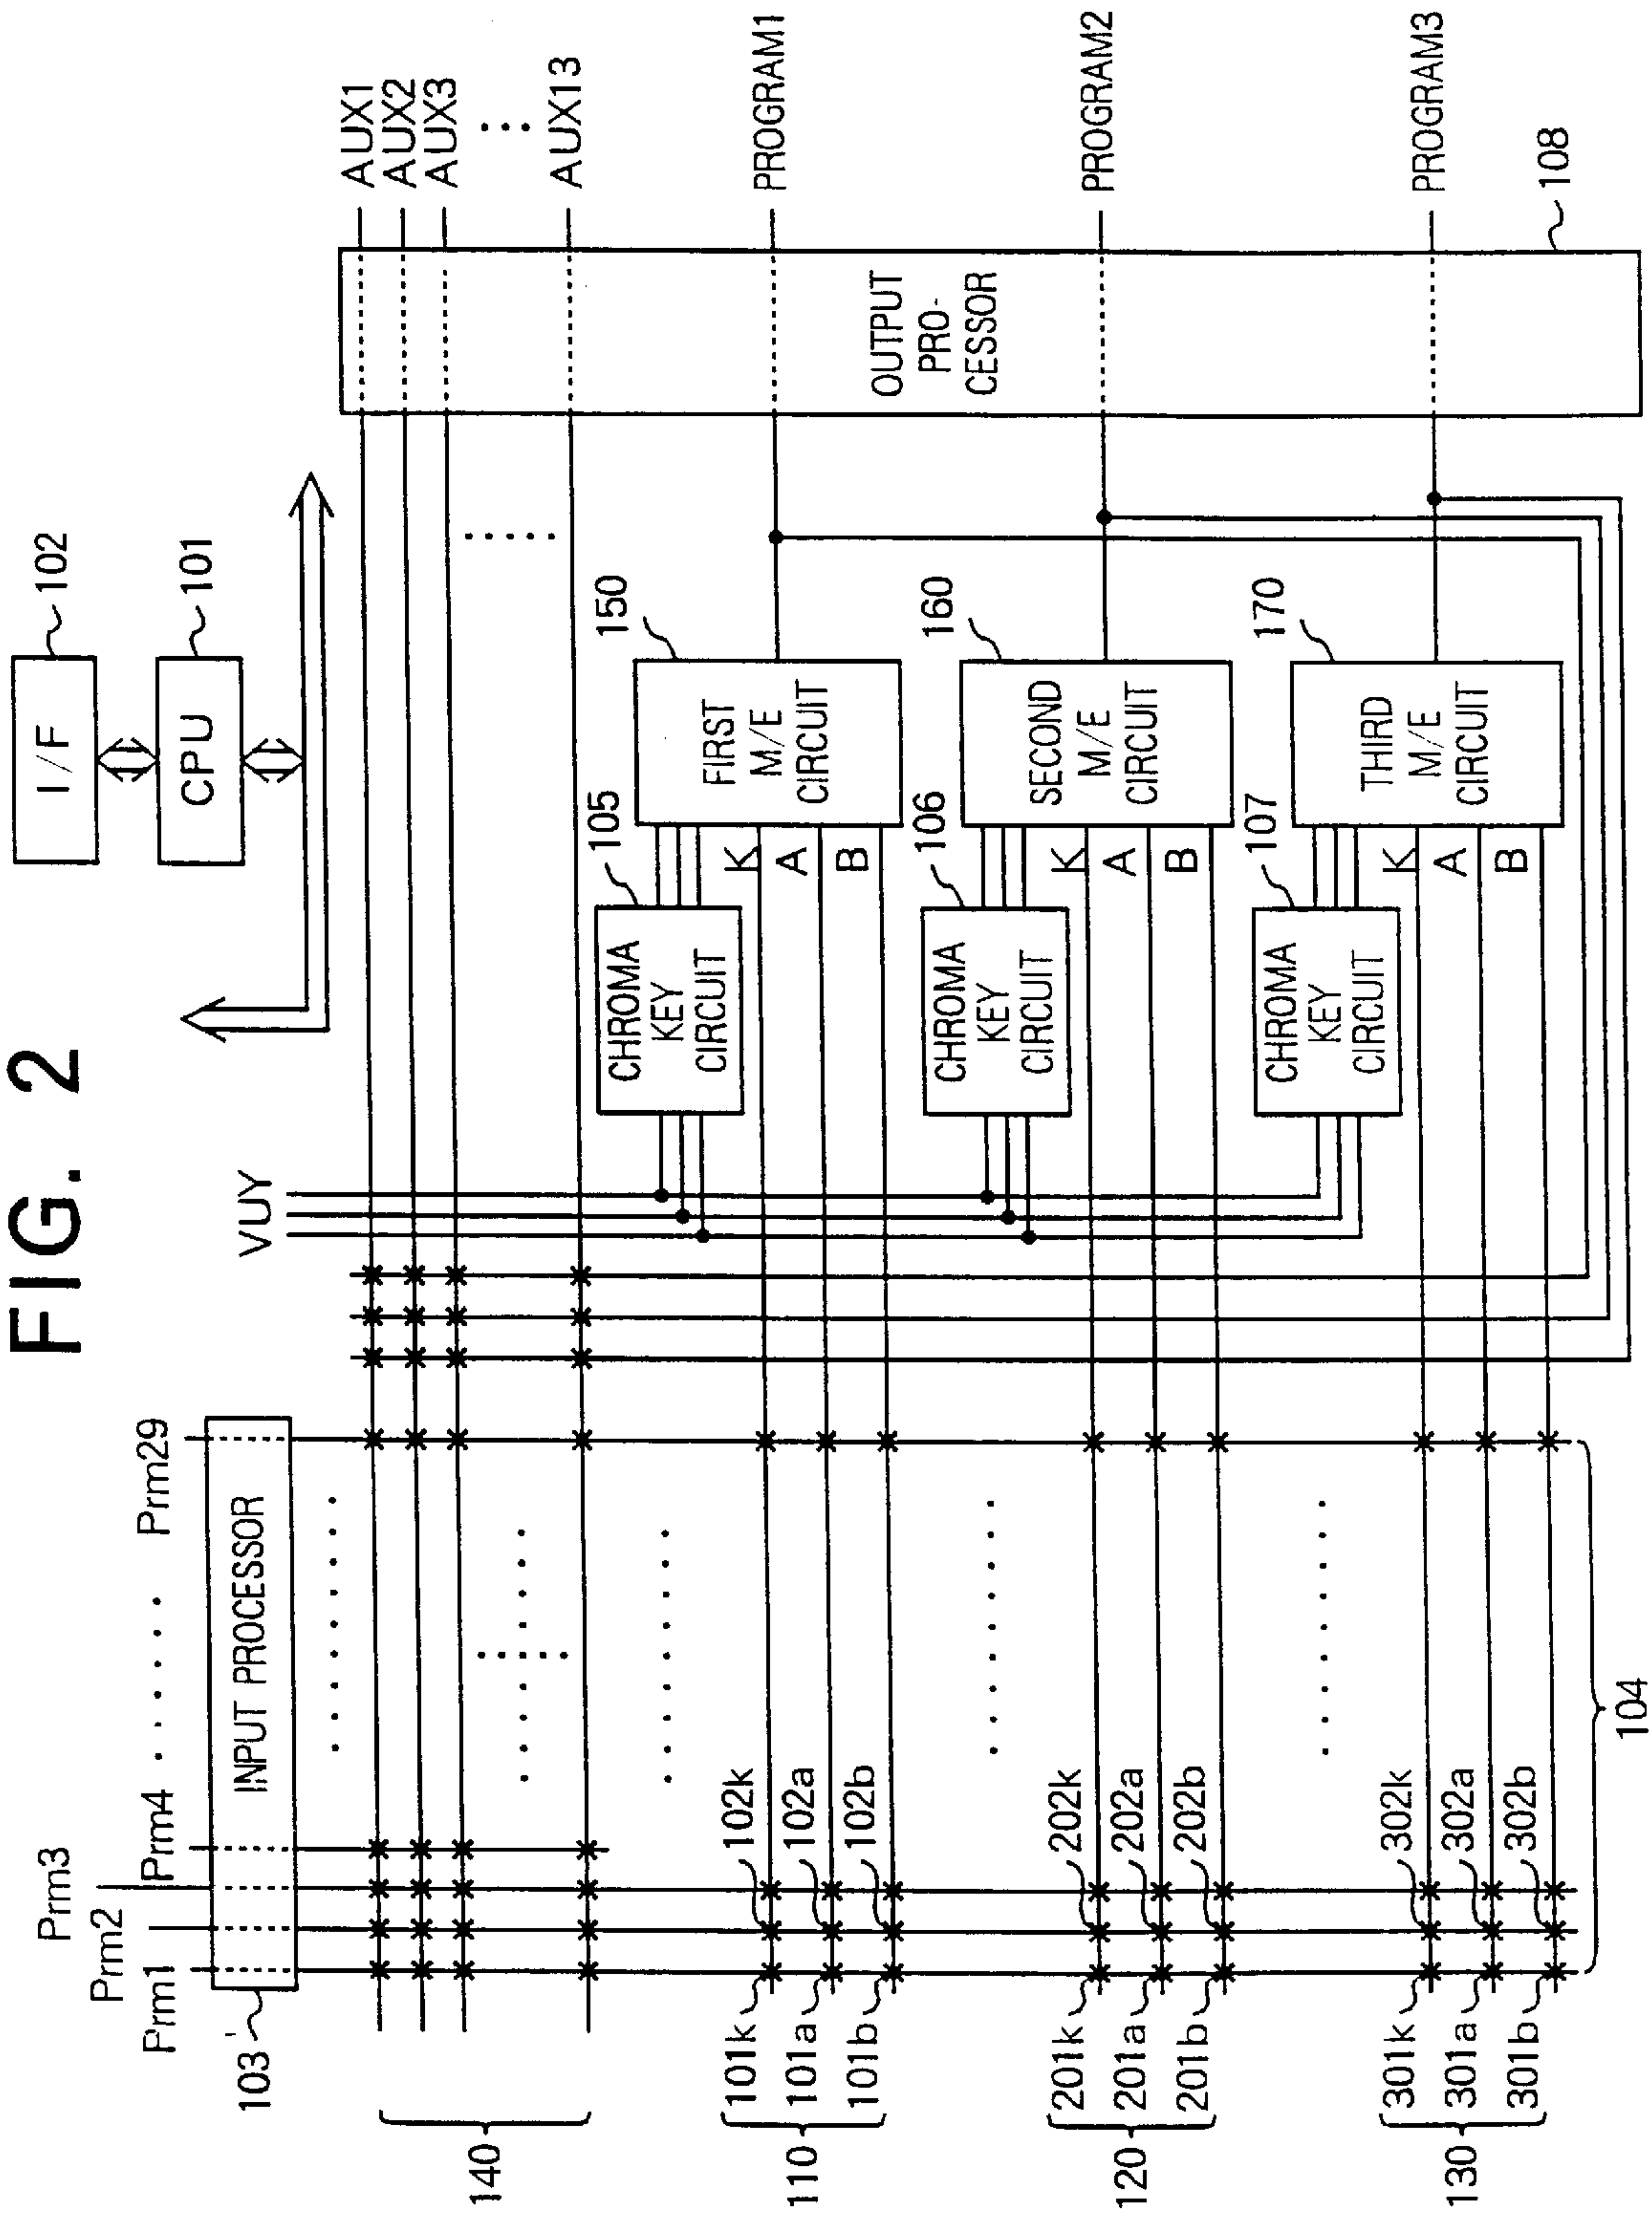 FIG. 2
I/F
102
CPU
101
Prm1
Prm2
Prm3
Prm4
Prm29
103
INPUT PROCESSOR
VUY
AUX1
AUX2
AUX3
AUX13
140
CHROMA
KEY
CIRCUIT
105
FIRST
M/E
CIRCUIT
150
K
A
B
PROGRAM1
110
101k
101a
101b
102k
102a
102b
CHROMA
KEY
CIRCUIT
106
SECOND
M/E
CIRCUIT
160
K
A
B
PROGRAM2
120
201k
201a
201b
202k
202a
202b
CHROMA
KEY
CIRCUIT
107
THIRD
M/E
CIRCUIT
170
K
A
B
PROGRAM3
130
301k
301a
301b
302k
302a
302b
104
OUTPUT
PRO-
CESSOR
108